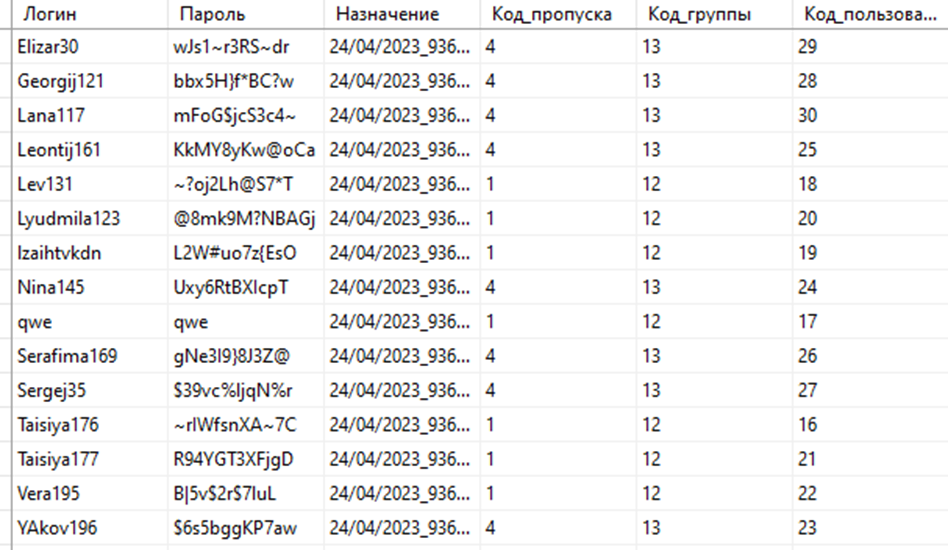 Логин Пароль Назначение Код_пропуска Код_группы Код_пользова...
Elizar30 wJs1~r3RS~dr 24/04/2023_936... 4 13 29
Georgij121 bbx5H}f*BC?w 24/04/2023_936... 4 13 28
Lana117 mFoG$jcS3c4~ 24/04/2023_936... 4 13 30
Leontij161 KkMY8yKw@oCa 24/04/2023_936... 4 13 25
Lev131 ~?oj2Lh@S7*T 24/04/2023_936... 1 12 18
Lyudmila123 @8mk9M?NBAGj 24/04/2023_936... 1 12 20
lzaihtvkdn L2W#uo7z{EsO 24/04/2023_936... 1 12 19
Nina145 Uxy6RtBXIcpT 24/04/2023_936... 4 13 24
qwe qwe 24/04/2023_936... 1 12 17
Serafima169 gNe3I9}8J3Z@ 24/04/2023_936... 4 13 26
Sergej35 $39vc%ljqN%r 24/04/2023_936... 4 13 27
Taisiya176 ~rIWfsnXA~7C 24/04/2023_936... 1 12 16
Taisiya177 R94YGT3XFjgD 24/04/2023_936... 1 12 21
Vera195 B|5v$2r$7luL 24/04/2023_936... 1 12 22
YAkov196 $6s5bggKP7aw 24/04/2023_936... 4 13 23